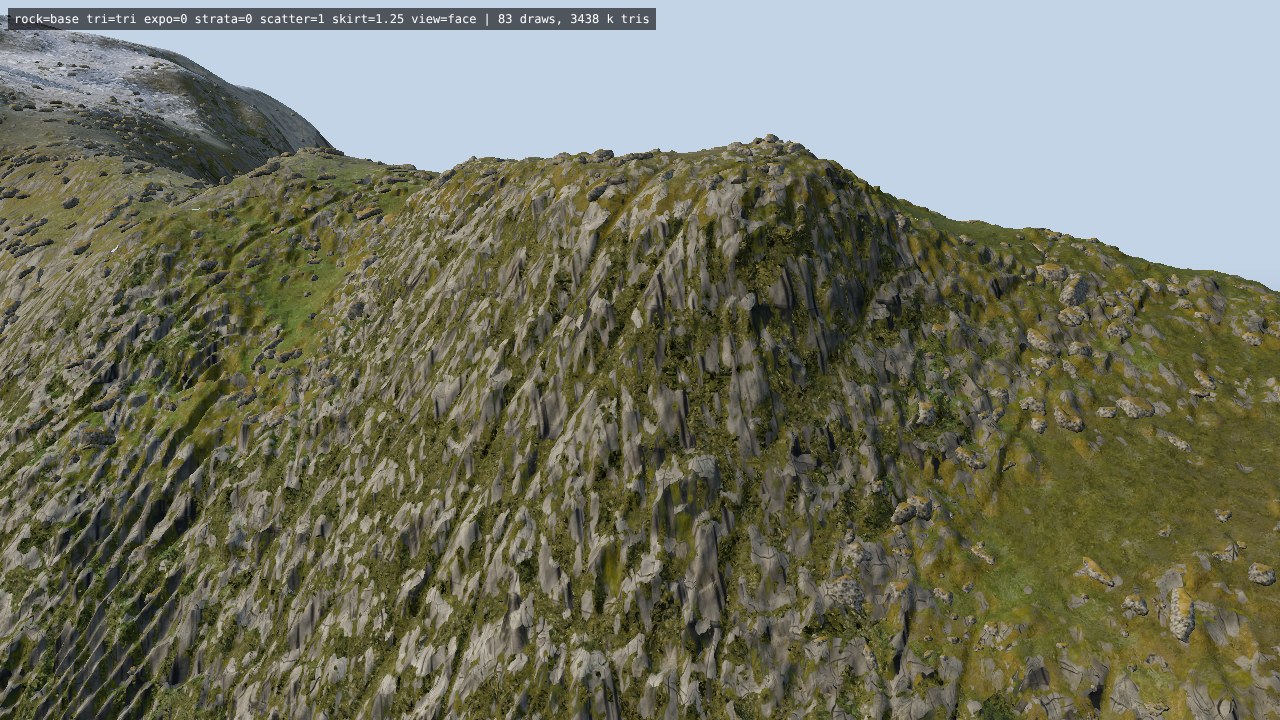 rock=base tri=tri expo=0 strata=0 scatter=1 skirt=1.25 view=face | 83 draws, 3438 k tris